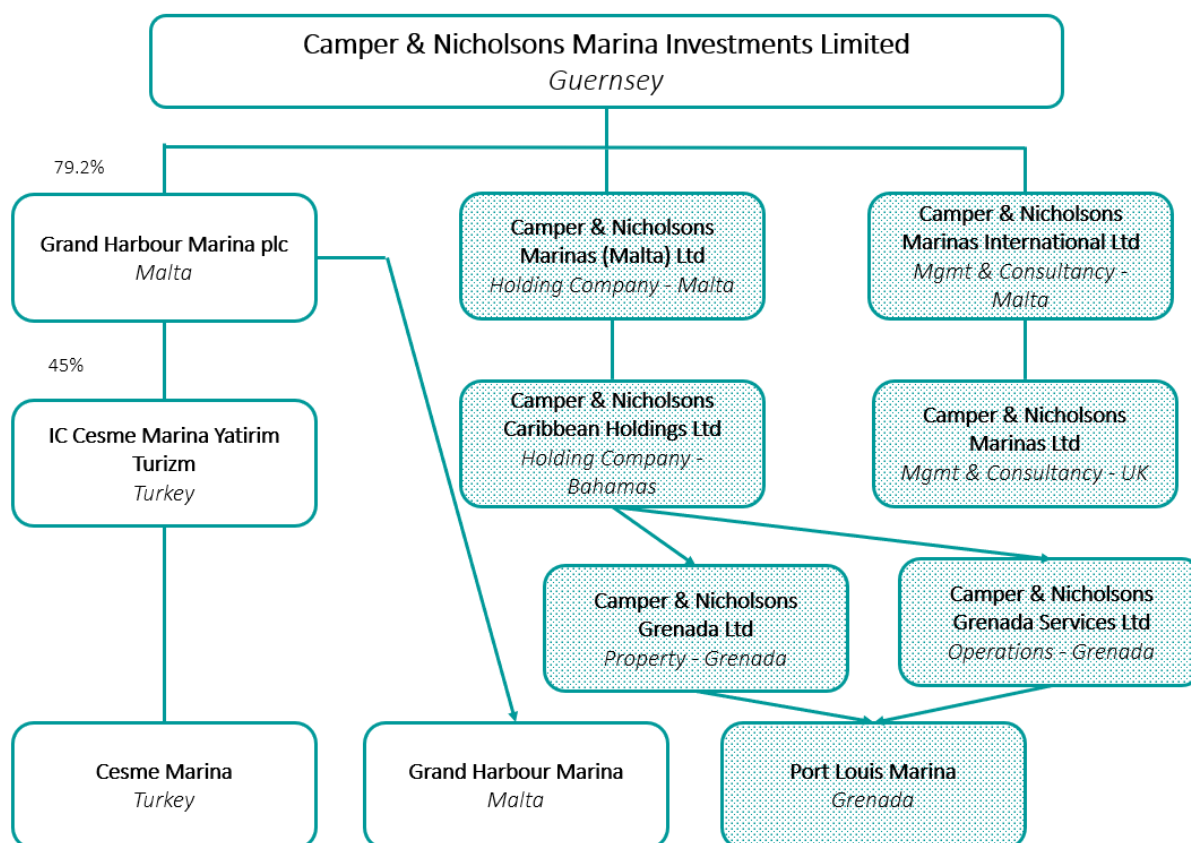 Camper & Nicholsons Marina Investments Limited
Guernsey
79.2%
Grand Harbour Marina plc
Malta
Camper & Nicholsons
Marinas (Malta) Ltd
Holding Company - Malta
Camper & Nicholsons
Marinas International Ltd
Mgmt & Consultancy -
Malta
45%
IC Cesme Marina Yatirim
Turizm
Turkey
Camper & Nicholsons
Caribbean Holdings Ltd
Holding Company -
Bahamas
Camper & Nicholsons
Marinas Ltd
Mgmt & Consultancy - UK
Camper & Nicholsons
Grenada Ltd
Property - Grenada
Camper & Nicholsons
Grenada Services Ltd
Operations - Grenada
Cesme Marina
Turkey
Grand Harbour Marina
Malta
Port Louis Marina
Grenada